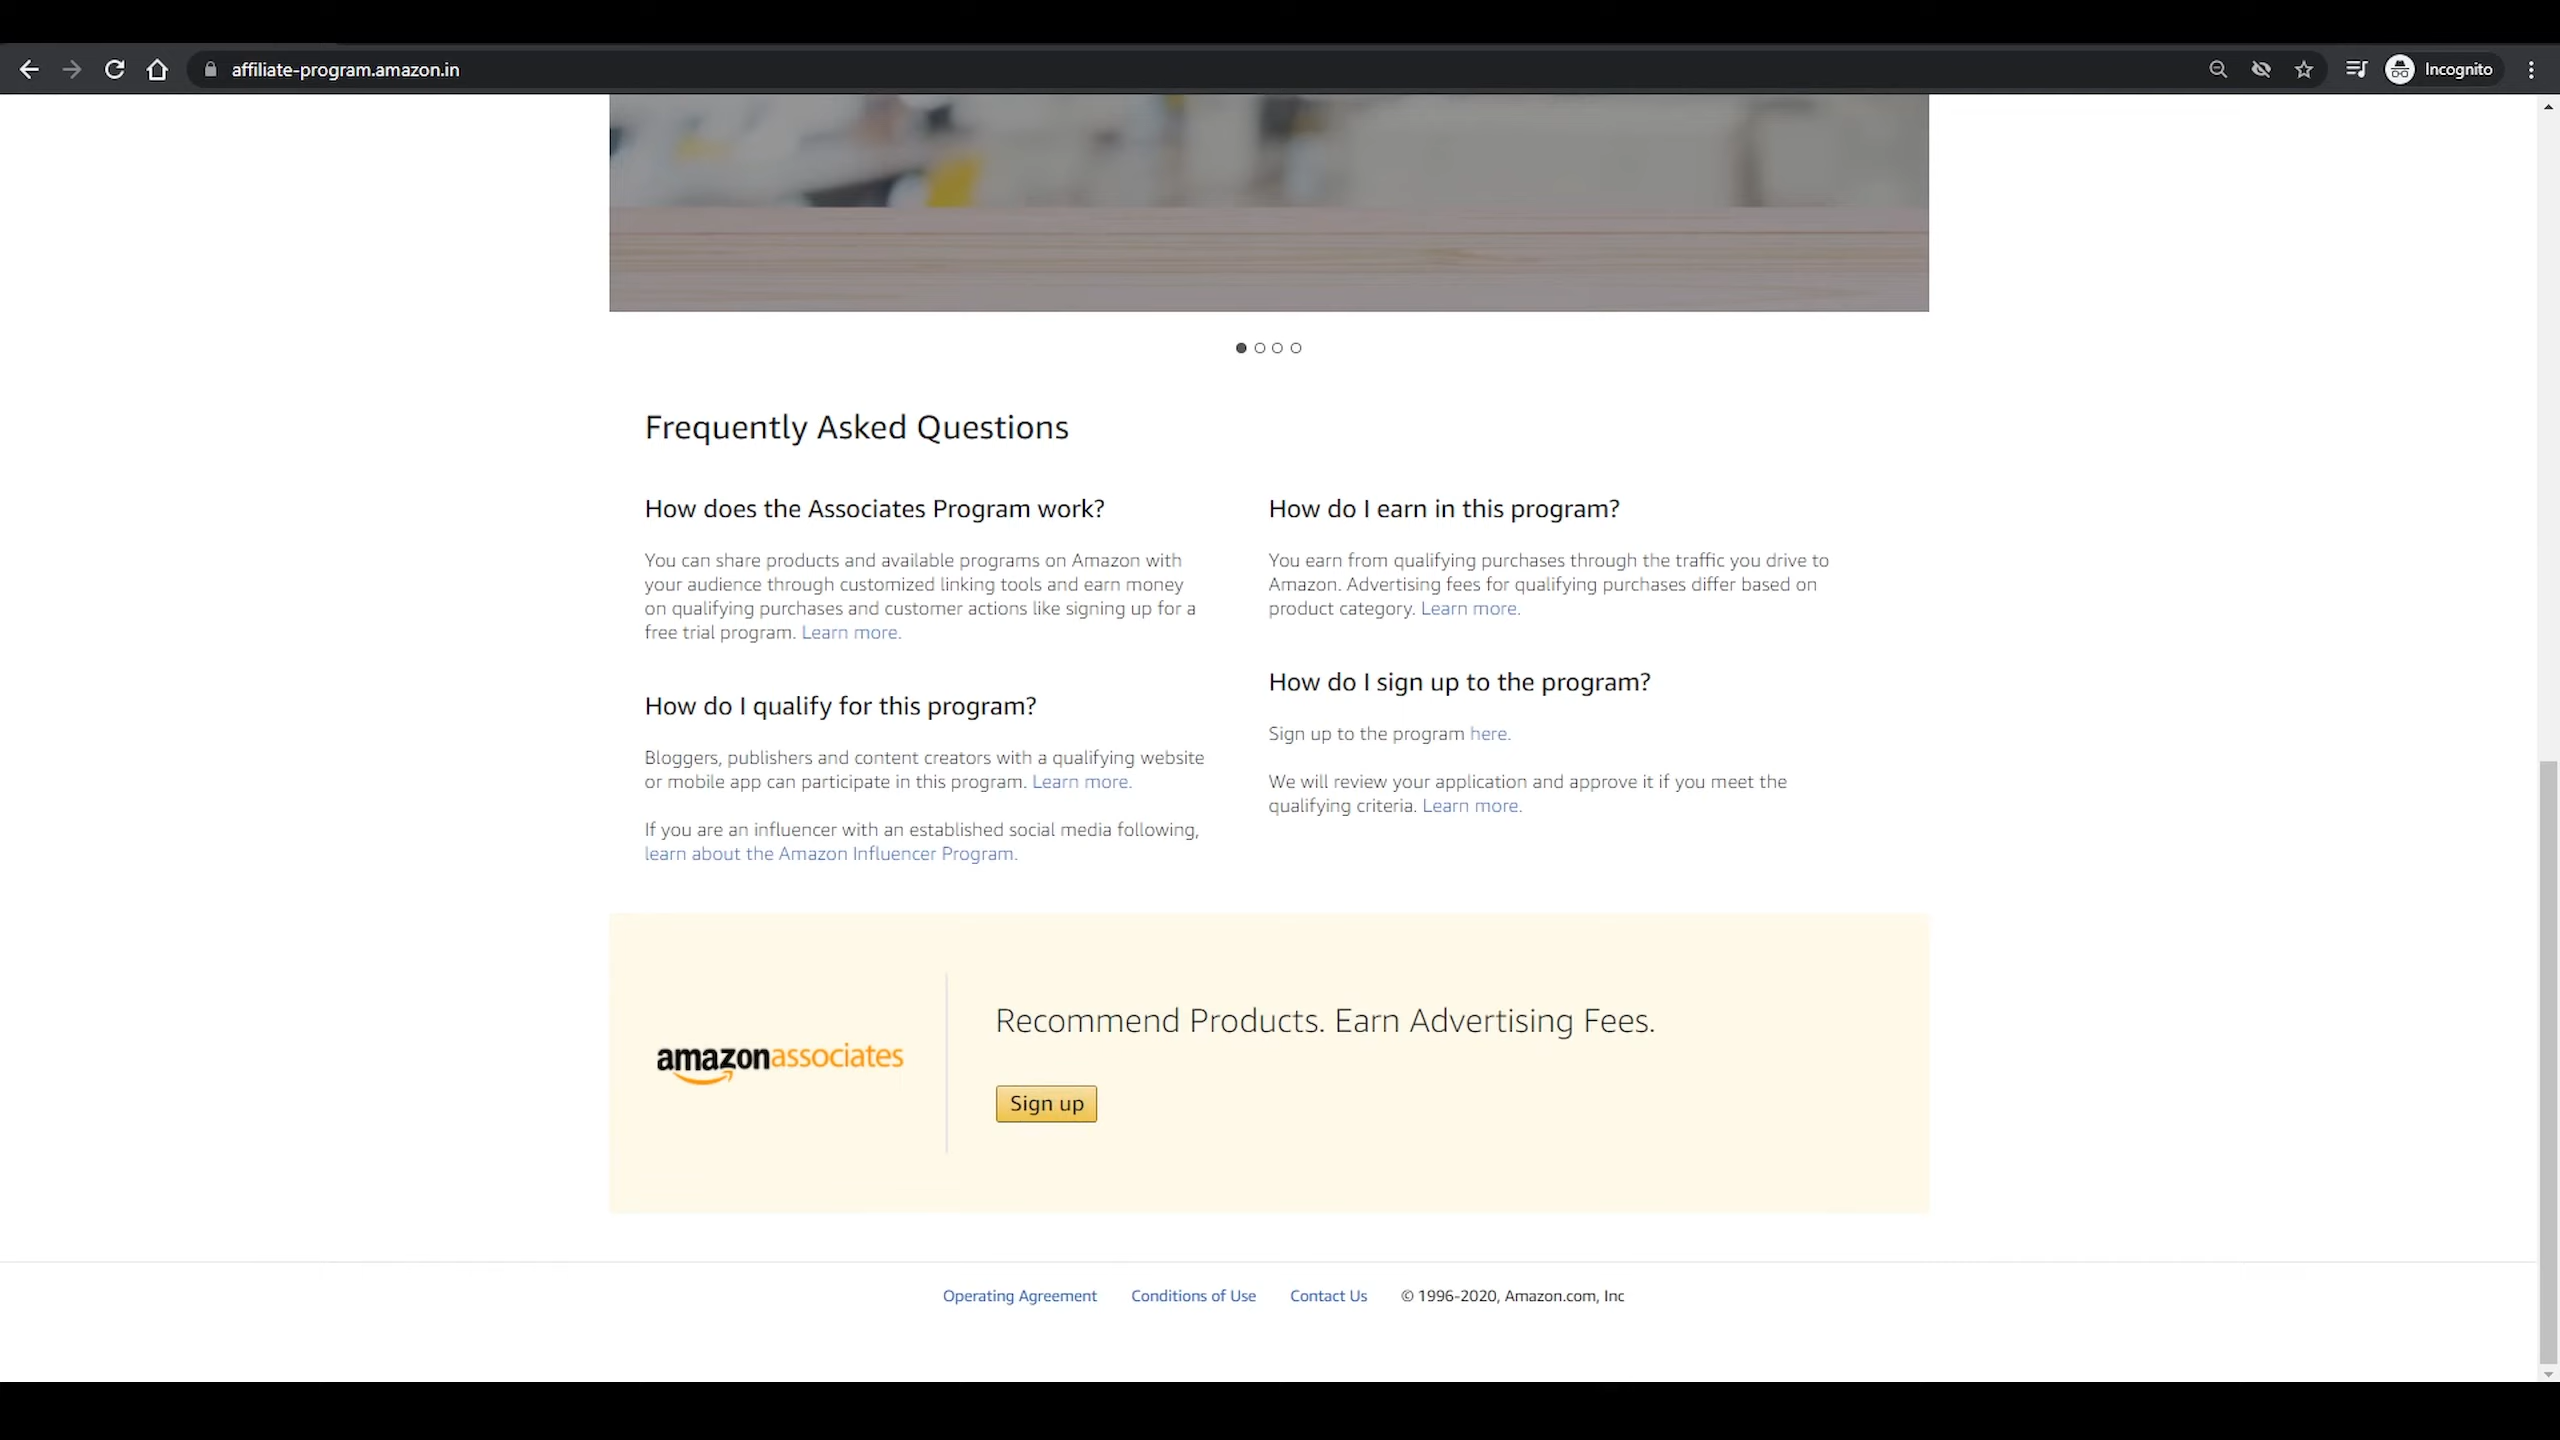 affiliate-program.amazon.in
Incognito
Frequently Asked Questions
How does the Associates Program work?
You can share products and available programs on Amazon with
your audience through customized linking tools and earn money
on qualifying purchases and customer actions like signing up for a
free trial program. Learn more.
How do I qualify for this program?
Bloggers, publishers and content creators with a qualifying website
or mobile app can participate in this program. Learn more.
If you are an influencer with an established social media following,
learn about the Amazon Influencer Program.
How do I earn in this program?
You earn from qualifying purchases through the traffic you drive to
Amazon. Advertising fees for qualifying purchases differ based on
product category. Learn more.
How do I sign up to the program?
Sign up to the program here.
We will review your application and approve it if you meet the
qualifying criteria. Learn more.
amazonassociates
Recommend Products. Earn Advertising Fees.
Sign up
Operating Agreement Conditions of Use Contact Us © 1996-2020, Amazon.com, Inc